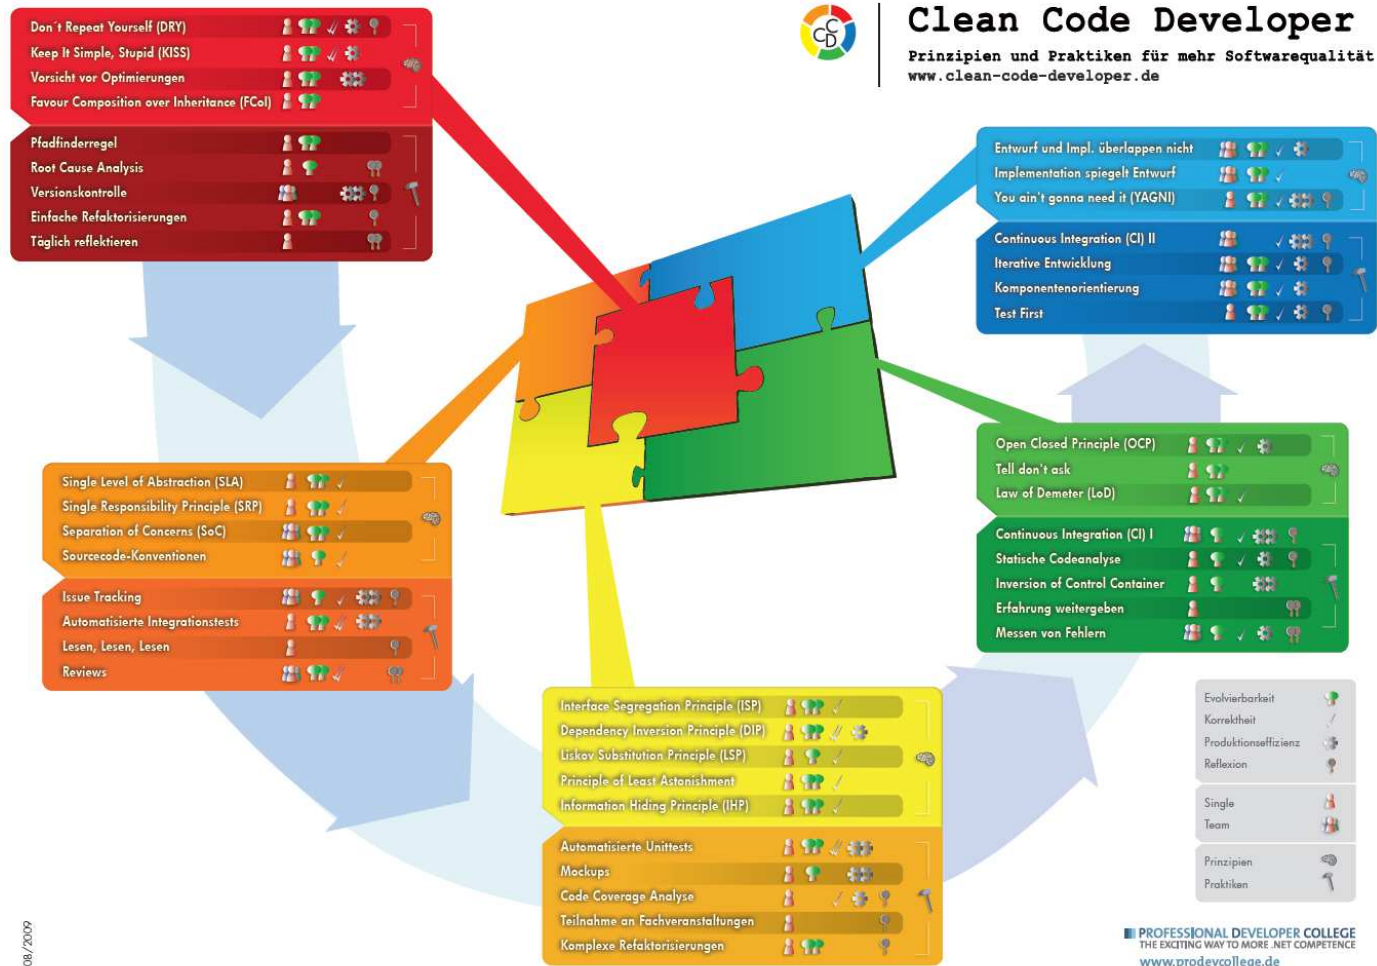 Don´t Repeat Yourself (DRY)
Keep It Simple, Stupid (KISS)
Vorsicht vor Optimierungen
Favour Composition over Inheritance (FCoI)
Pfadfinderregel
Root Cause Analysis
Versionskontrolle
Einfache Refaktorisierungen
Täglich reflektieren
CCD
Clean Code Developer
Prinzipien und Praktiken für mehr Softwarequalität
www.clean-code-developer.de
Entwurf und Impl. überlappen nicht
Implementation spiegelt Entwurf
You ain't gonna need it (YAGNI)
Continuous Integration (CI) II
Iterative Entwicklung
Komponentenorientierung
Test First
Single Level of Abstraction (SLA)
Single Responsibility Principle (SRP)
Separation of Concerns (SoC)
Sourcecode-Konventionen
Issue Tracking
Automatisierte Integrationstests
Lesen, Lesen, Lesen
Reviews
Open Closed Principle (OCP)
Tell don't ask
Law of Demeter (LoD)
Continuous Integration (CI) I
Statische Codeanalyse
Inversion of Control Container
Erfahrung weitergeben
Messen von Fehlern
Interface Segregation Principle (ISP)
Dependency Inversion Principle (DIP)
Liskov Substitution Principle (LSP)
Principle of Least Astonishment
Information Hiding Principle (IHP)
Automatisierte Unittests
Mockups
Code Coverage Analyse
Teilnahme an Fachveranstaltungen
Komplexe Refaktorisierungen
Evolvierbarkeit
Korrektheit
Produktionseffizienz
Reflexion
Single
Team
Prinzipien
Praktiken
08/2009
PROFESSIONAL DEVELOPER COLLEGE
THE EXCITING WAY TO MORE .NET COMPETENCE
www.prodevcollege.de